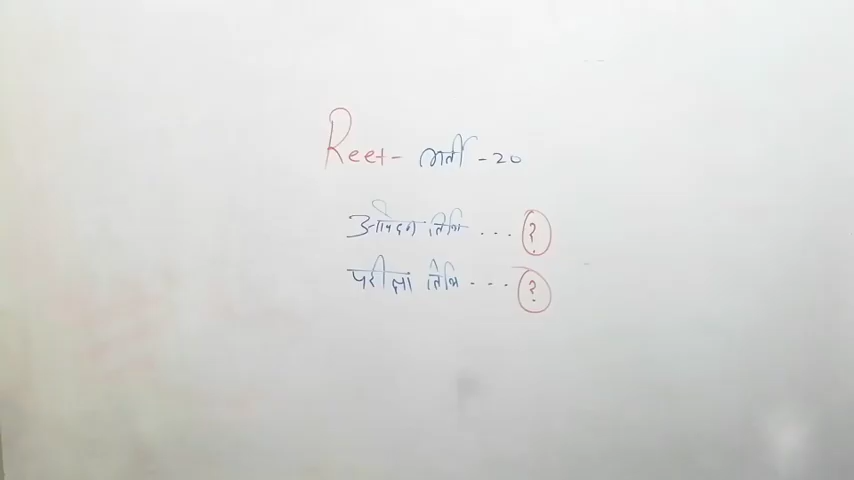 Reet- भर्ती -20
आवेदन तिथि ... ?
परीक्षा तिथि ... ?